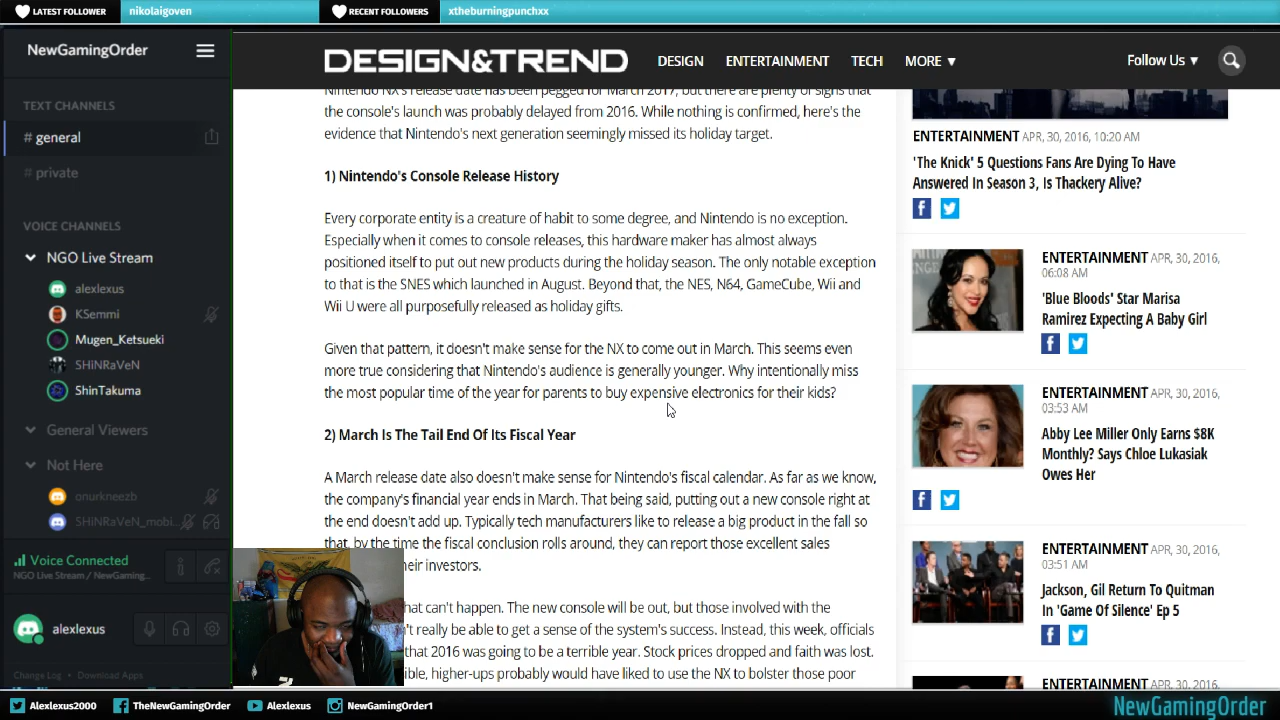 LATEST FOLLOWER
nikolaigoven
RECENT FOLLOWERS
xtheburningpunchxx
NewGamingOrder
TEXT CHANNELS
# general
# private
VOICE CHANNELS
NGO Live Stream
alexlexus
KSemmi
Mugen_Ketsueki
SHiNRaVeN
ShinTakuma
General Viewers
Not Here
onurkneezb
SHiNRaVeN_mobi...
Voice Connected
NGO Live Stream / NewGaming...
alexlexus
Change Log • Download Apps
DESIGN&TREND
DESIGN
ENTERTAINMENT
TECH
MORE ▼
Follow Us ▼
Nintendo NX's release date has been pegged for March 2017, but there are plenty of signs that
the console's launch was probably delayed from 2016. While nothing is confirmed, here's the
evidence that Nintendo's next generation seemingly missed its holiday target.
1) Nintendo's Console Release History
Every corporate entity is a creature of habit to some degree, and Nintendo is no exception.
Especially when it comes to console releases, this hardware maker has almost always
positioned itself to put out new products during the holiday season. The only notable exception
to that is the SNES which launched in August. Beyond that, the NES, N64, GameCube, Wii and
Wii U were all purposefully released as holiday gifts.
Given that pattern, it doesn't make sense for the NX to come out in March. This seems even
more true considering that Nintendo's audience is generally younger. Why intentionally miss
the most popular time of the year for parents to buy expensive electronics for their kids?
2) March Is The Tail End Of Its Fiscal Year
A March release date also doesn't make sense for Nintendo's fiscal calendar. As far as we know,
the company's financial year ends in March. That being said, putting out a new console right at
the end doesn't add up. Typically tech manufacturers like to release a big product in the fall so
that, by the time the fiscal conclusion rolls around, they can report those excellent sales
heir investors.
hat can't happen. The new console will be out, but those involved with the
't really be able to get a sense of the system's success. Instead, this week, officials
that 2016 was going to be a terrible year. Stock prices dropped and faith was lost.
ible, higher-ups probably would have liked to use the NX to bolster those poor
ENTERTAINMENT APR, 30, 2016, 10:20 AM
'The Knick' 5 Questions Fans Are Dying To Have
Answered In Season 3, Is Thackery Alive?
ENTERTAINMENT APR, 30, 2016,
06:08 AM
'Blue Bloods' Star Marisa
Ramirez Expecting A Baby Girl
ENTERTAINMENT APR, 30, 2016,
03:53 AM
Abby Lee Miller Only Earns $8K
Monthly? Says Chloe Lukasiak
Owes Her
ENTERTAINMENT APR, 30, 2016,
03:51 AM
Jackson, Gil Return To Quitman
In 'Game Of Silence' Ep 5
ENTERTAINMENT APR, 30, 2016,
Alexlexus2000
TheNewGamingOrder
Alexlexus
NewGamingOrder1
NewGamingOrder